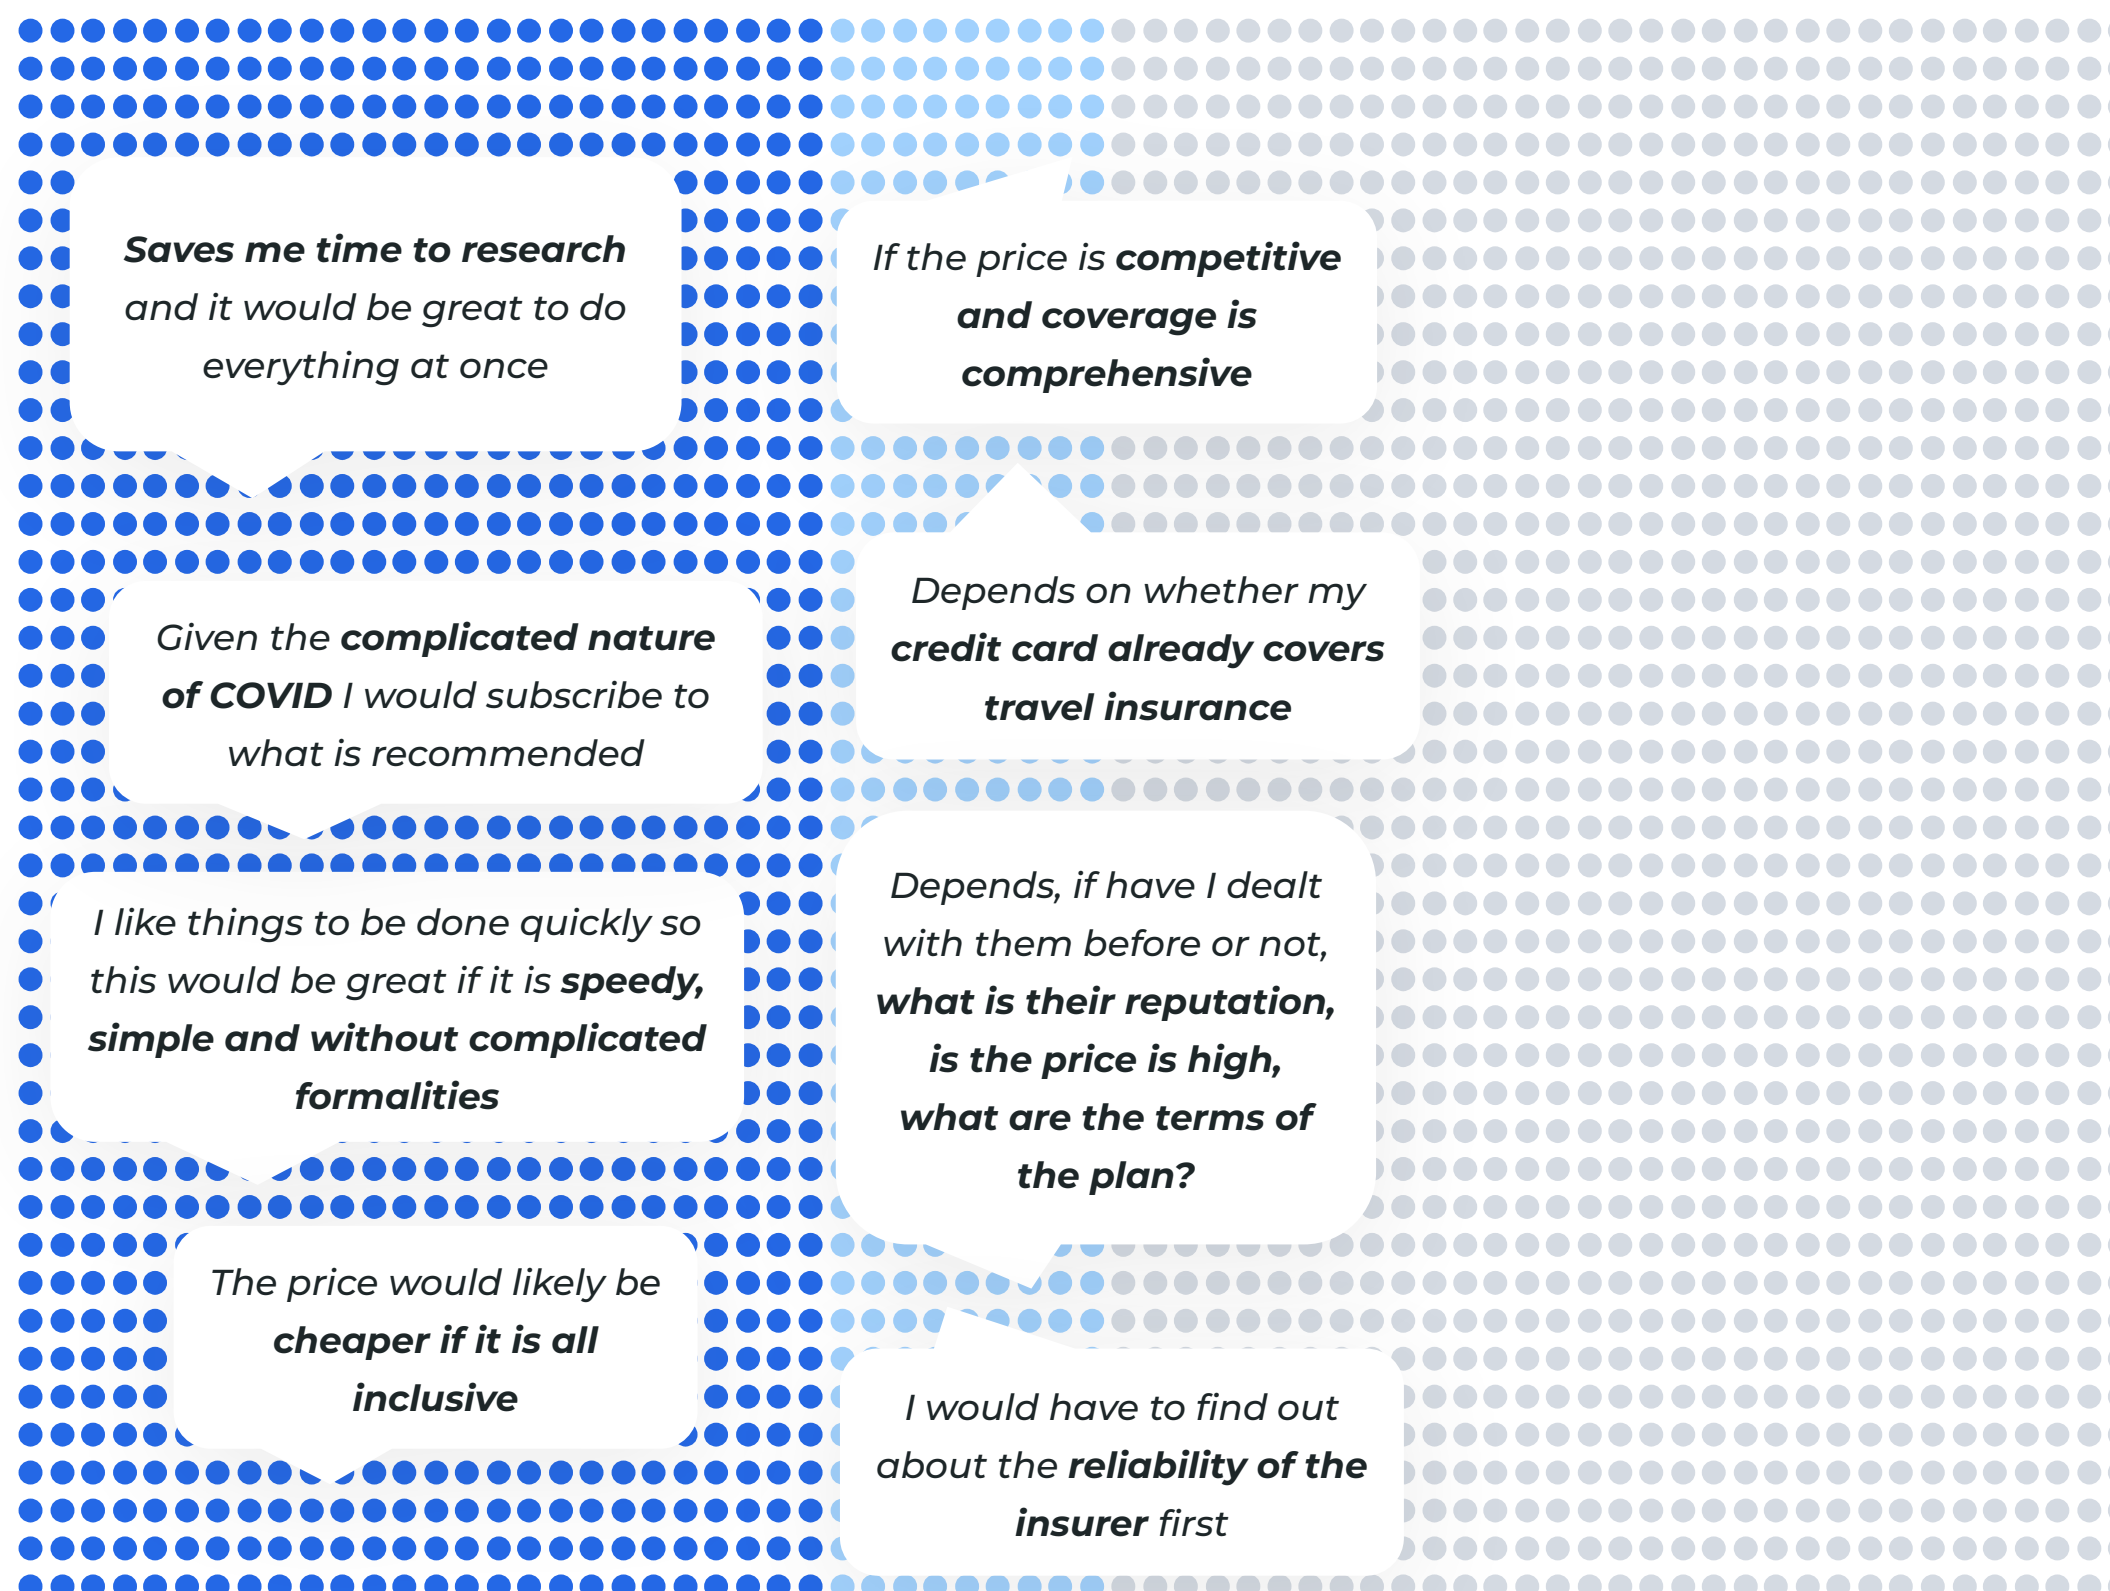 Saves me time to research
and it would be great to do
everything at once
Given the complicated nature
of COVID I would subscribe to
what is recommended
I like things to be done quickly so
this would be great if it is speedy,
simple and without complicated
formalities
The price would likely be
cheaper if it is all
inclusive
If the price is competitive
and coverage is
comprehensive
Depends on whether my
credit card already covers
travel insurance
Depends, if have I dealt
with them before or not,
what is their reputation,
is the price is high,
what are the terms of
the plan?
I would have to find out
about the reliability of the
insurer first